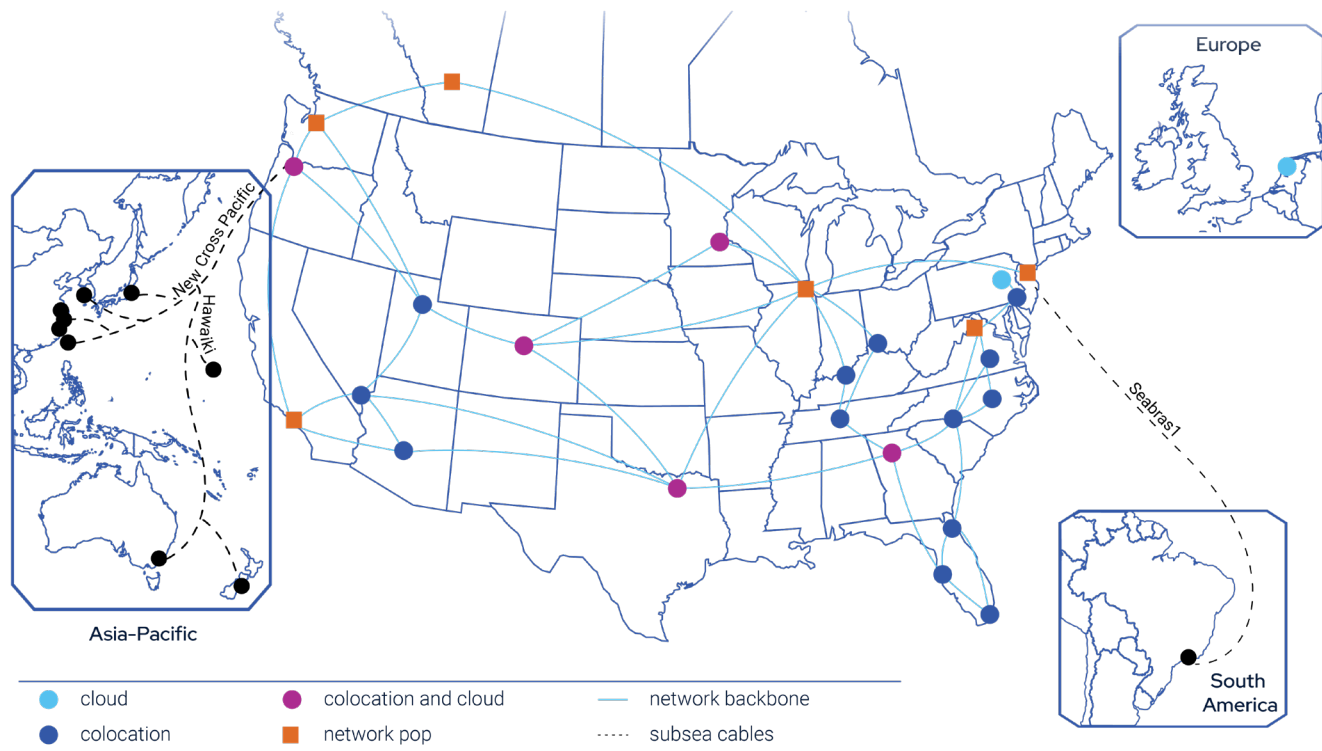 Europe
New Cross Pacific
Hawaiki
Seabras1
Asia-Pacific
South
America
cloud
colocation and cloud
network backbone
colocation
network pop
subsea cables